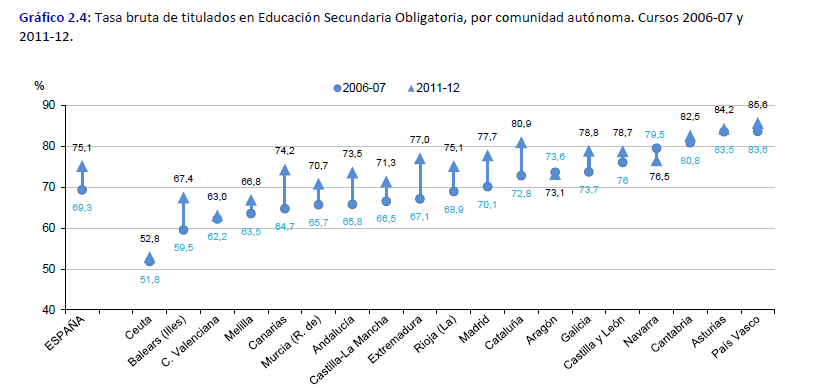 Gráfico 2.4: Tasa bruta de titulados en Educación Secundaria Obligatoria, por comunidad autónoma. Cursos 2006-07 y
2011-12.
%
2006-07 2011-12
90
80
70
60
50
40
75,1
69,3
52,8
51,8
67,4
59,5
63,0
62,2
66,8
63,5
74,2
64,7
70,7
65,7
73,5
65,8
71,3
66,5
77,0
67,1
75,1
68,9
77,7
70,1
80,9
72,8
73,6
73,1
78,8
73,7
78,7
76
79,5
76,5
82,5
80,8
84,2
83,5
85,6
83,6
ESPAÑA
Ceuta
Balears (Illes)
C. Valenciana
Melilla
Canarias
Murcia (R. de)
Andalucía
Castilla-La Mancha
Extremadura
Rioja (La)
Madrid
Cataluña
Aragón
Galicia
Castilla y León
Navarra
Cantabria
Asturias
País Vasco